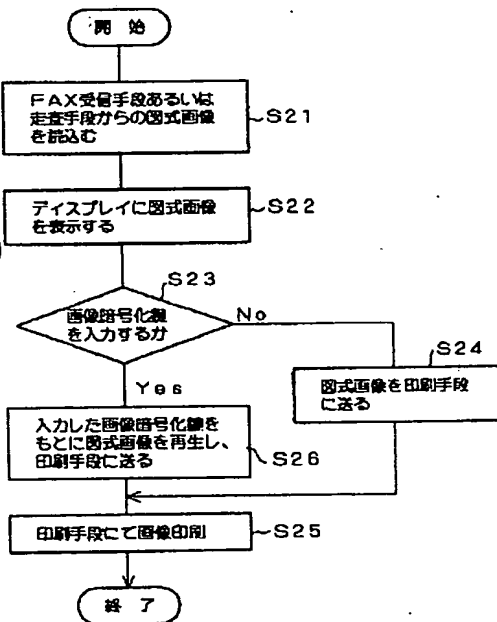 開 始
FAX受信手段あるいは
走査手段からの図式画像
を読込む
S21
ディスプレイに図式画像
を表示する
S22
S23
画像暗号化鍵
を入力するか
No
Yes
S24
図式画像を印刷手段
に送る
入力した画像暗号化鍵を
もとに図式画像を再生し、
印刷手段に送る
S26
印刷手段にて画像印刷
S25
終 了